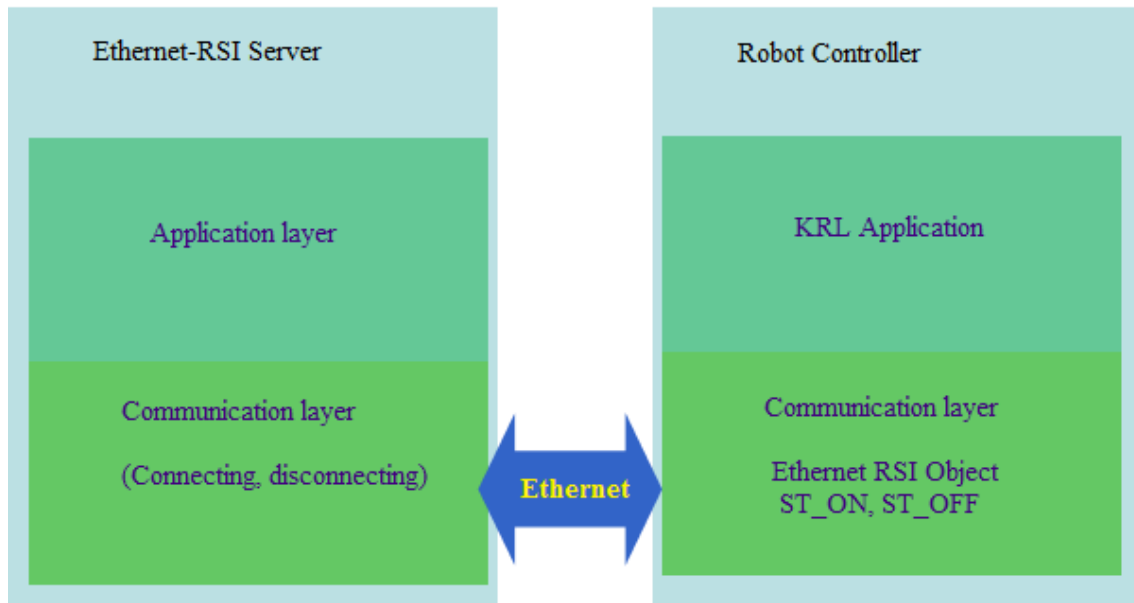 Ethernet-RSI Server
Application layer
Communication layer
(Connecting, disconnecting)
Ethernet
Robot Controller
KRL Application
Communication layer
Ethernet RSI Object
ST_ON, ST_OFF